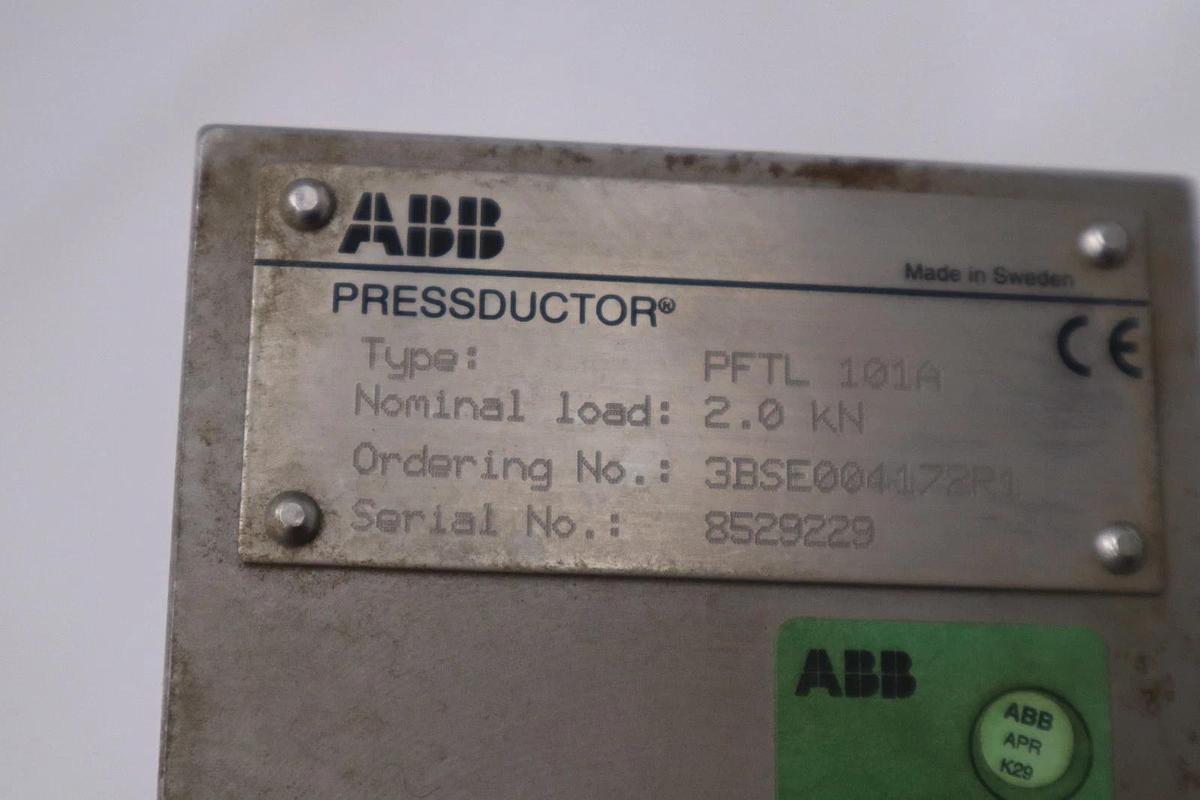 ABB
Made in Sweden
PRESSDUCTOR®
CE
Type: PFTL 101A
Nominal load: 2.0 kN
Ordering No.: 3BSE004172R1
Serial No.: 8529229
ABB
ABB
APR
K29